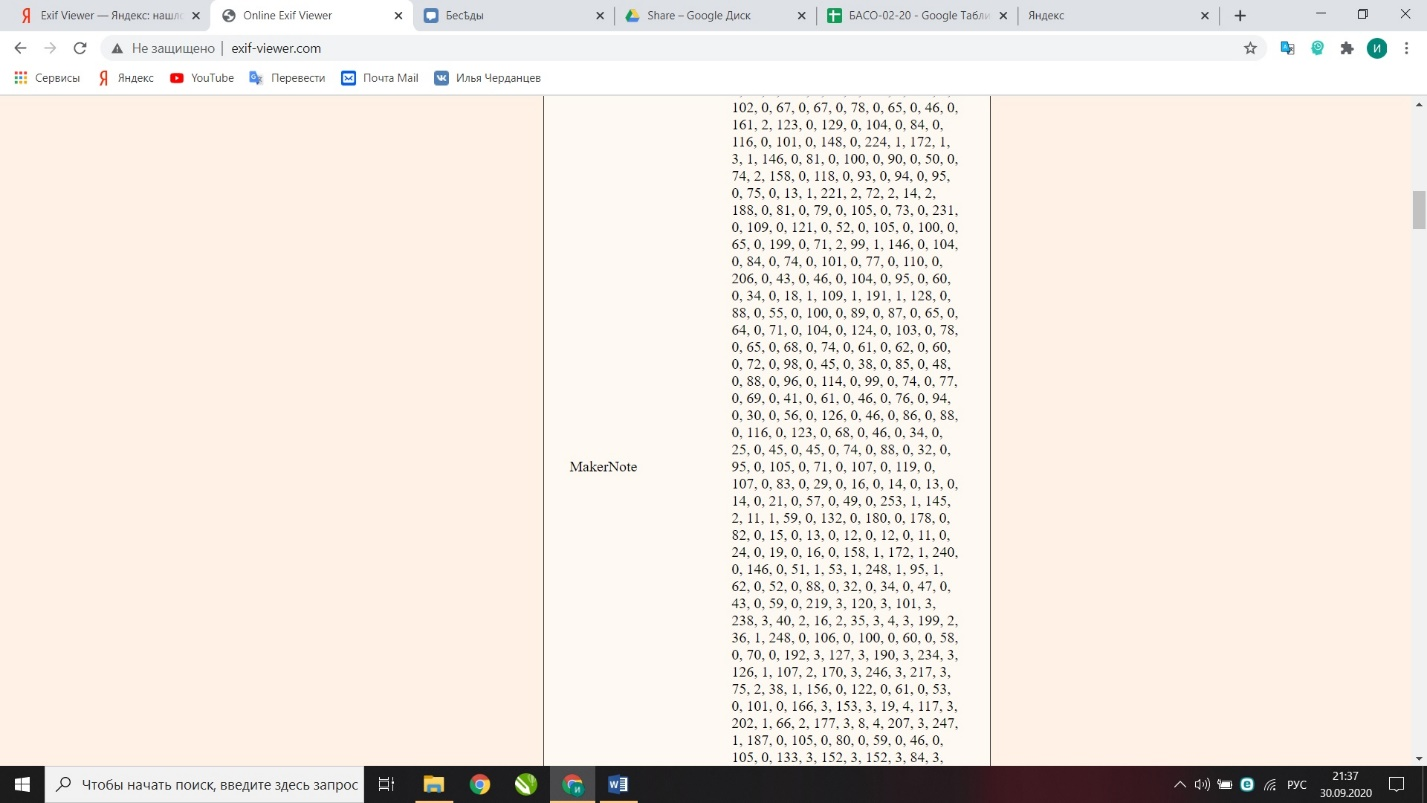 Exif Viewer — Яндекс: нашло
Online Exif Viewer
БесѢды
Share – Google Диск
БАСО-02-20 - Google Табли
Яндекс
Не защищено | exif-viewer.com
И
Сервисы
Яндекс
YouTube
Перевести
Почта Mail
Илья Черданцев
102, 0, 67, 0, 67, 0, 78, 0, 65, 0, 46, 0,
161, 2, 123, 0, 129, 0, 104, 0, 84, 0,
116, 0, 101, 0, 148, 0, 224, 1, 172, 1,
3, 1, 146, 0, 81, 0, 100, 0, 90, 0, 50, 0,
74, 2, 158, 0, 118, 0, 93, 0, 94, 0, 95,
0, 75, 0, 13, 1, 221, 2, 72, 2, 14, 2,
188, 0, 81, 0, 79, 0, 105, 0, 73, 0, 231,
0, 109, 0, 121, 0, 52, 0, 105, 0, 100, 0,
65, 0, 199, 0, 71, 2, 99, 1, 146, 0, 104,
0, 84, 0, 74, 0, 101, 0, 77, 0, 110, 0,
206, 0, 43, 0, 46, 0, 104, 0, 95, 0, 60,
0, 34, 0, 18, 1, 109, 1, 191, 1, 128, 0,
88, 0, 55, 0, 100, 0, 89, 0, 87, 0, 65, 0,
64, 0, 71, 0, 104, 0, 124, 0, 103, 0, 78,
0, 65, 0, 68, 0, 74, 0, 61, 0, 62, 0, 60,
0, 72, 0, 98, 0, 45, 0, 38, 0, 85, 0, 48,
0, 88, 0, 96, 0, 114, 0, 99, 0, 74, 0, 77,
0, 69, 0, 41, 0, 61, 0, 46, 0, 76, 0, 94,
0, 30, 0, 56, 0, 126, 0, 46, 0, 86, 0, 88,
0, 116, 0, 123, 0, 68, 0, 46, 0, 34, 0,
25, 0, 45, 0, 45, 0, 74, 0, 88, 0, 32, 0,
MakerNote
95, 0, 105, 0, 71, 0, 107, 0, 119, 0,
107, 0, 83, 0, 29, 0, 16, 0, 14, 0, 13, 0,
14, 0, 21, 0, 57, 0, 49, 0, 253, 1, 145,
2, 11, 1, 59, 0, 132, 0, 180, 0, 178, 0,
82, 0, 15, 0, 13, 0, 12, 0, 12, 0, 11, 0,
24, 0, 19, 0, 16, 0, 158, 1, 172, 1, 240,
0, 146, 0, 51, 1, 53, 1, 248, 1, 95, 1,
62, 0, 52, 0, 88, 0, 32, 0, 34, 0, 47, 0,
43, 0, 59, 0, 219, 3, 120, 3, 101, 3,
238, 3, 40, 2, 16, 2, 35, 3, 4, 3, 199, 2,
36, 1, 248, 0, 106, 0, 100, 0, 60, 0, 58,
0, 70, 0, 192, 3, 127, 3, 190, 3, 234, 3,
126, 1, 107, 2, 170, 3, 246, 3, 217, 3,
75, 2, 38, 1, 156, 0, 122, 0, 61, 0, 53,
0, 101, 0, 166, 3, 153, 3, 19, 4, 117, 3,
202, 1, 66, 2, 177, 3, 8, 4, 207, 3, 247,
1, 187, 0, 105, 0, 80, 0, 59, 0, 46, 0,
105, 0, 133, 3, 152, 3, 152, 3, 84, 3,
Чтобы начать поиск, введите здесь запрос
РУС
21:37
30.09.2020